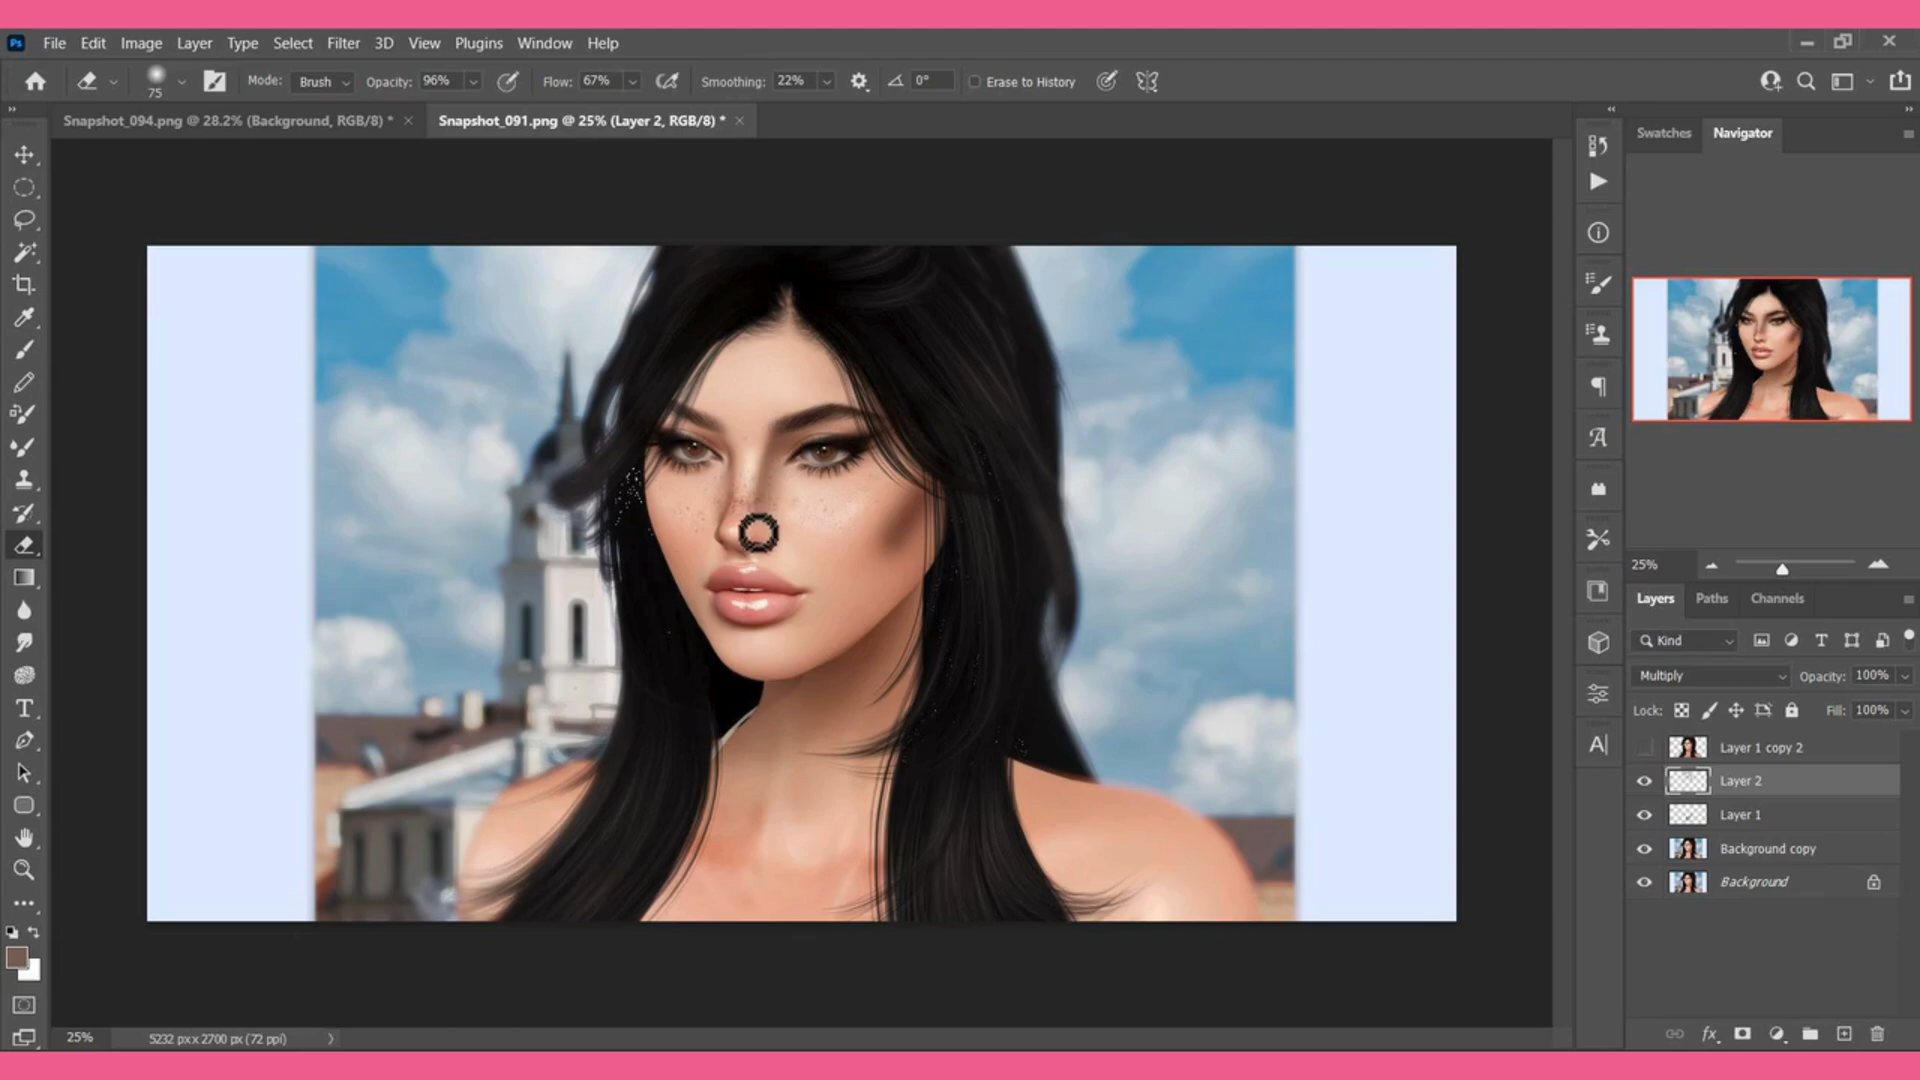 Ps File Edit Image Layer Type Select Filter 3D View Plugins Window Help
75 Mode: Brush Opacity: 96% Flow: 67% Smoothing: 22% 0° Erase to History
Snapshot_094.png @ 28.2% (Background, RGB/8) * Snapshot_091.png @ 25% (Layer 2, RGB/8) *
Swatches Navigator
25%
Layers Paths Channels
Kind
Multiply Opacity: 100%
Lock: Fill: 100%
Layer 1 copy 2
Layer 2
Layer 1
Background copy
Background
25% 5232 px x 2700 px (72 ppi)